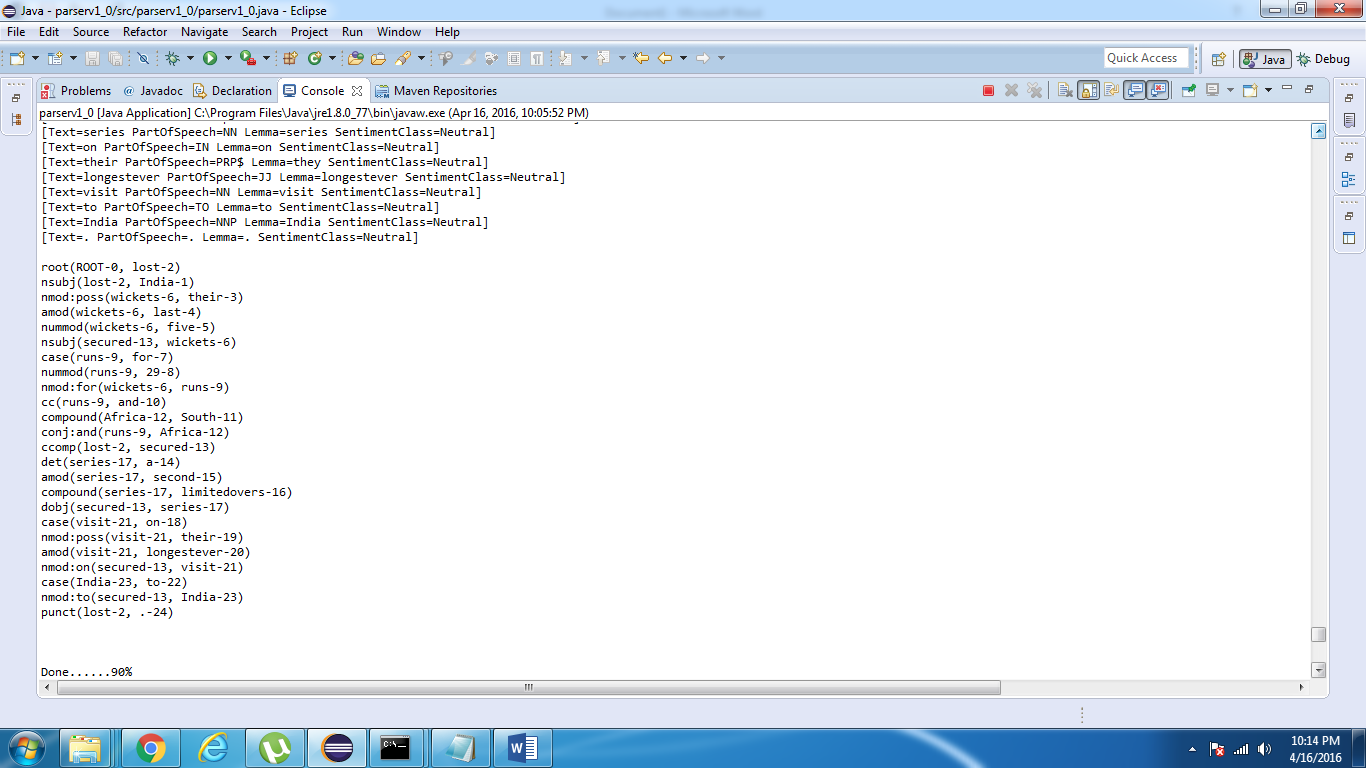 Java - parserv1_0/src/parserv1_0/parserv1_0.java - Eclipse
File Edit Source Refactor Navigate Search Project Run Window Help
Quick Access Java Debug
Problems @ Javadoc Declaration Console Maven Repositories
parserv1_0 [Java Application] C:\Program Files\Java\jre1.8.0_77\bin\javaw.exe (Apr 16, 2016, 10:05:52 PM)
[Text=series PartOfSpeech=NN Lemma=series SentimentClass=Neutral]
[Text=on PartOfSpeech=IN Lemma=on SentimentClass=Neutral]
[Text=their PartOfSpeech=PRP$ Lemma=they SentimentClass=Neutral]
[Text=longestever PartOfSpeech=JJ Lemma=longestever SentimentClass=Neutral]
[Text=visit PartOfSpeech=NN Lemma=visit SentimentClass=Neutral]
[Text=to PartOfSpeech=TO Lemma=to SentimentClass=Neutral]
[Text=India PartOfSpeech=NNP Lemma=India SentimentClass=Neutral]
[Text=. PartOfSpeech=. Lemma=. SentimentClass=Neutral]
root(ROOT-0, lost-2)
nsubj(lost-2, India-1)
nmod:poss(wickets-6, their-3)
amod(wickets-6, last-4)
nummod(wickets-6, five-5)
nsubj(secured-13, wickets-6)
case(runs-9, for-7)
nummod(runs-9, 29-8)
nmod:for(wickets-6, runs-9)
cc(runs-9, and-10)
compound(Africa-12, South-11)
conj:and(runs-9, Africa-12)
ccomp(lost-2, secured-13)
det(series-17, a-14)
amod(series-17, second-15)
compound(series-17, limitedovers-16)
dobj(secured-13, series-17)
case(visit-21, on-18)
nmod:poss(visit-21, their-19)
amod(visit-21, longestever-20)
nmod:on(secured-13, visit-21)
case(India-23, to-22)
nmod:to(secured-13, India-23)
punct(lost-2, .-24)
Done......90%
10:14 PM
4/16/2016